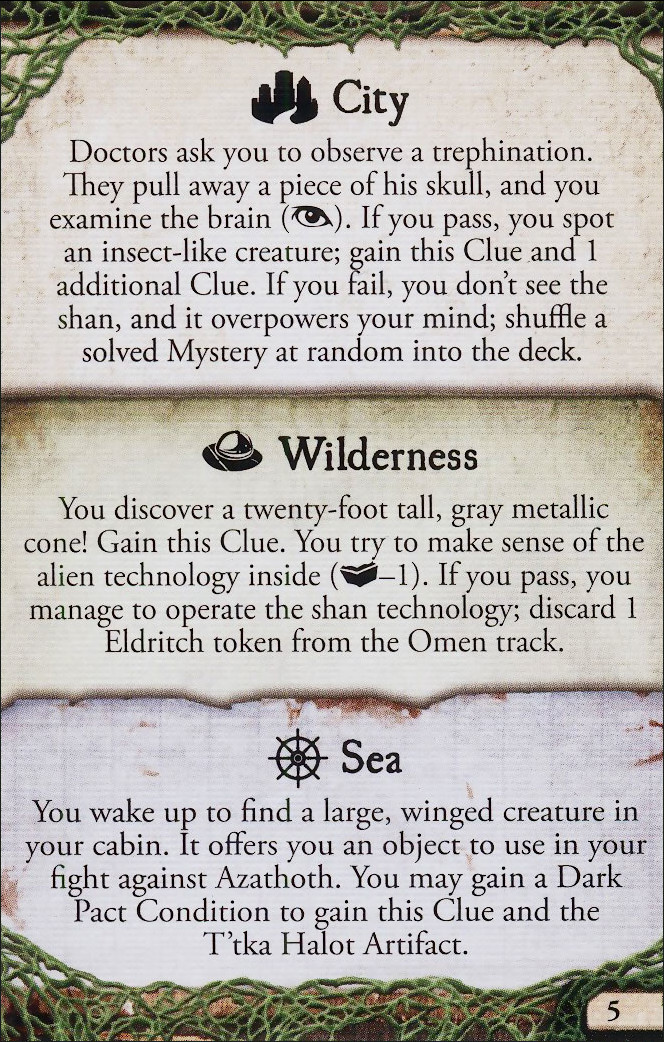 City
Doctors ask you to observe a trephination.
They pull away a piece of his skull, and you
examine the brain (). If you pass, you spot
an insect-like creature; gain this Clue and 1
additional Clue. If you fail, you don't see the
shan, and it overpowers your mind; shuffle a
solved Mystery at random into the deck.
Wilderness
You discover a twenty-foot tall, gray metallic
cone! Gain this Clue. You try to make sense of the
alien technology inside (–1). If you pass, you
manage to operate the shan technology; discard 1
Eldritch token from the Omen track.
Sea
You wake up to find a large, winged creature in
your cabin. It offers you an object to use in your
fight against Azathoth. You may gain a Dark
Pact Condition to gain this Clue and the
T'tka Halot Artifact.
5